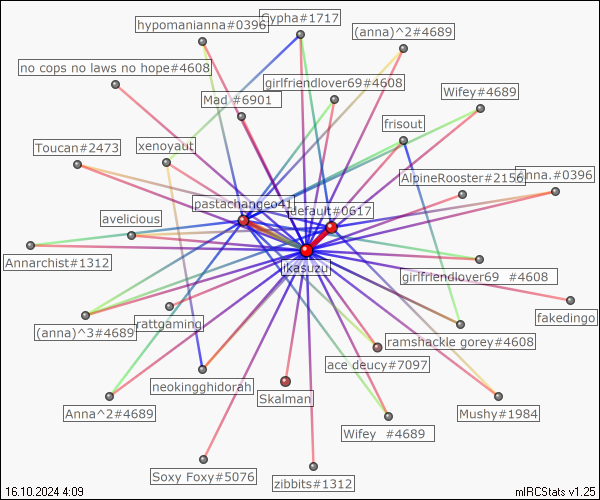 Cypha#1717
hypomanianna#0396
(anna)^2#4689
no cops no laws no hope#4608
girlfriendlover69#4608
Wifey#4689
Mad #6901
frisout
Toucan#2473
xenoyaut
AlpineRooster#2156
Anna.#0396
pastachangeo41
default#0617
avelicious
Annarchist#1312
ikasuzu
girlfriendlover69 #4608
(anna)^3#4689
rattgaming
fakedingo
ramshackle gorey#4608
ace deucy#7097
neokingghidorah
Skalman
Anna^2#4689
Mushy#1984
Wifey #4689
Soxy Foxy#5076
zibbits#1312
16.10.2024 4:09
mIRCStats v1.25